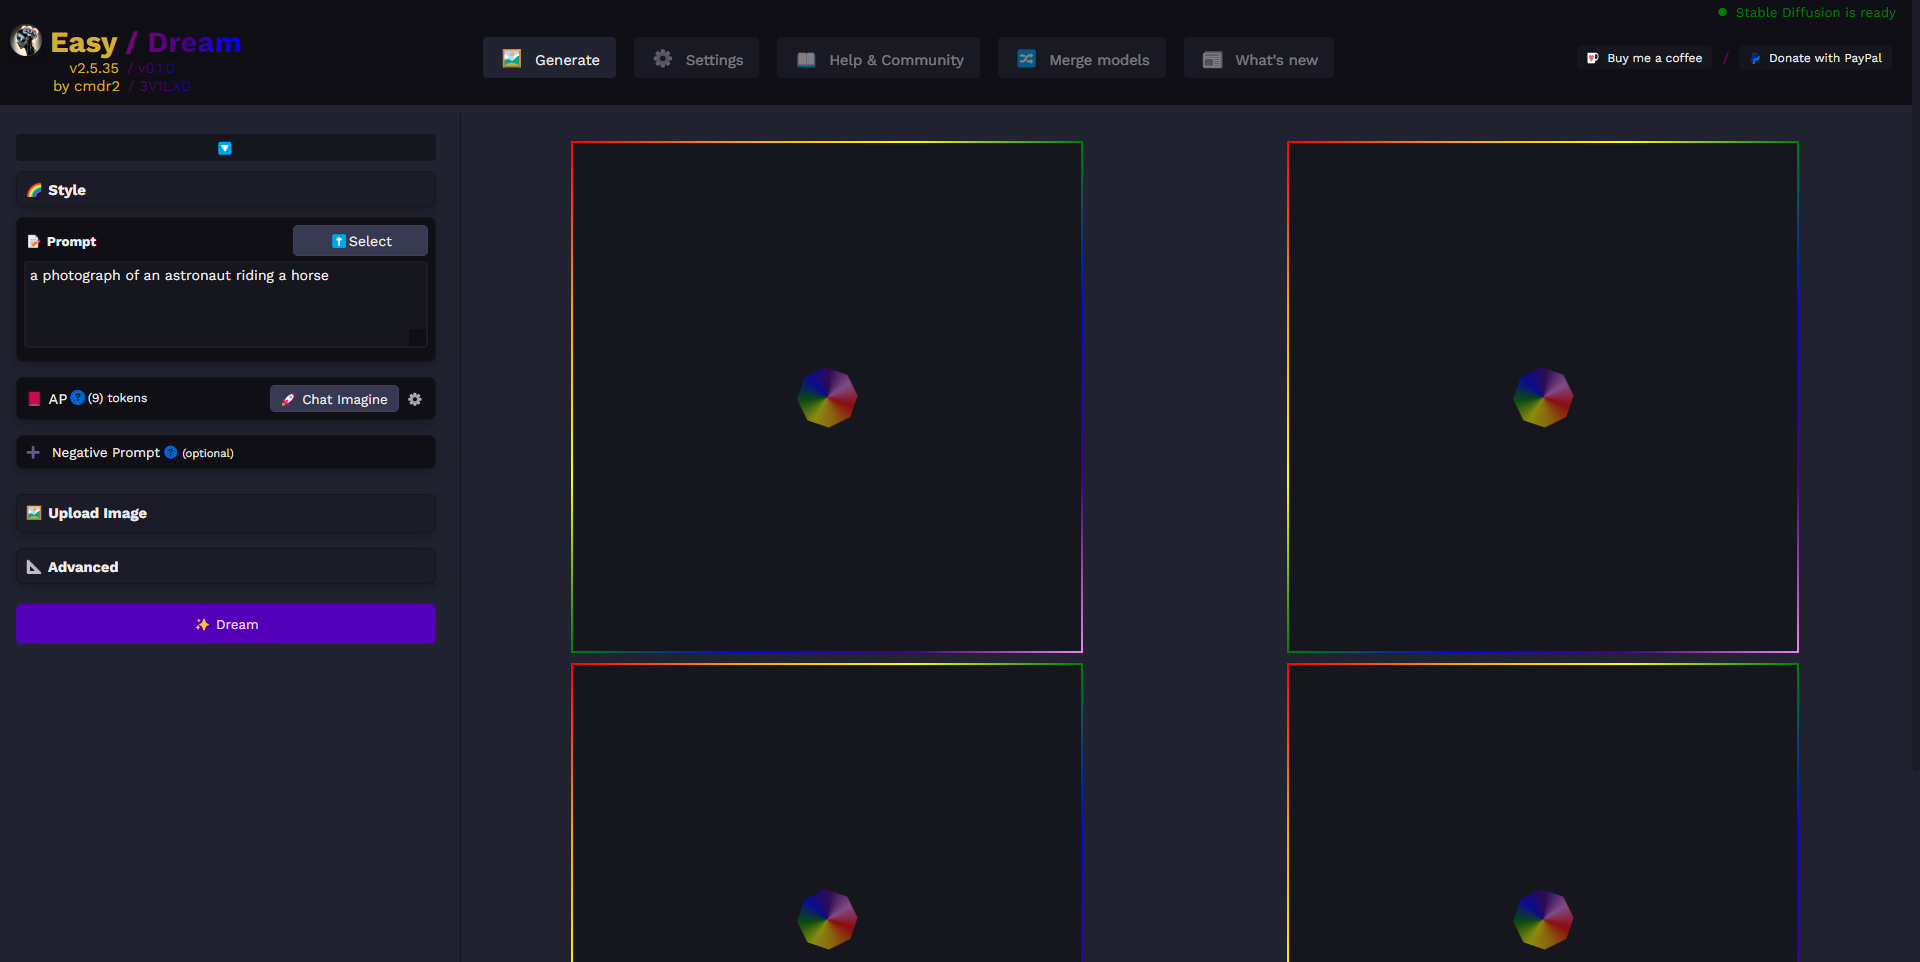 Stable Diffusion is ready
Easy / Dream
v2.5.35 / v0.1.0
by cmdr2 / 3V1LXD
Generate
Settings
Help & Community
Merge models
What's new
Buy me a coffee / Donate with PayPal
Style
Prompt
Select
a photograph of an astronaut riding a horse
AP ? (9) tokens
Chat Imagine
Negative Prompt ? (optional)
Upload Image
Advanced
Dream